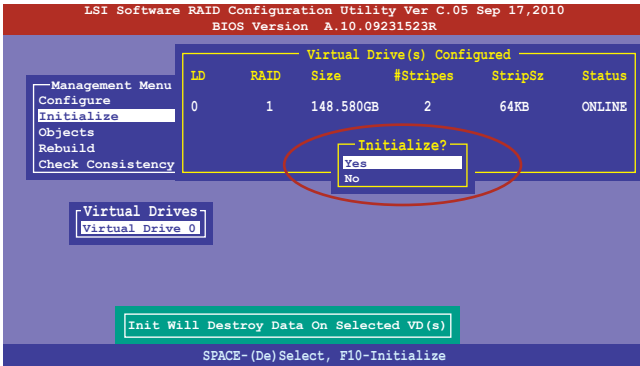 LSI Software RAID Configuration Utility Ver C.05 Sep 17,2010
BIOS Version A.10.09231523R
Virtual Drive(s) Configured
LD RAID Size #Stripes StripSz Status
0 1 148.580GB 2 64KB ONLINE
Management Menu
Configure
Initialize
Objects
Rebuild
Check Consistency
Initialize?
Yes
No
Virtual Drives
Virtual Drive 0
Init Will Destroy Data On Selected VD(s)
SPACE-(De)Select, F10-Initialize